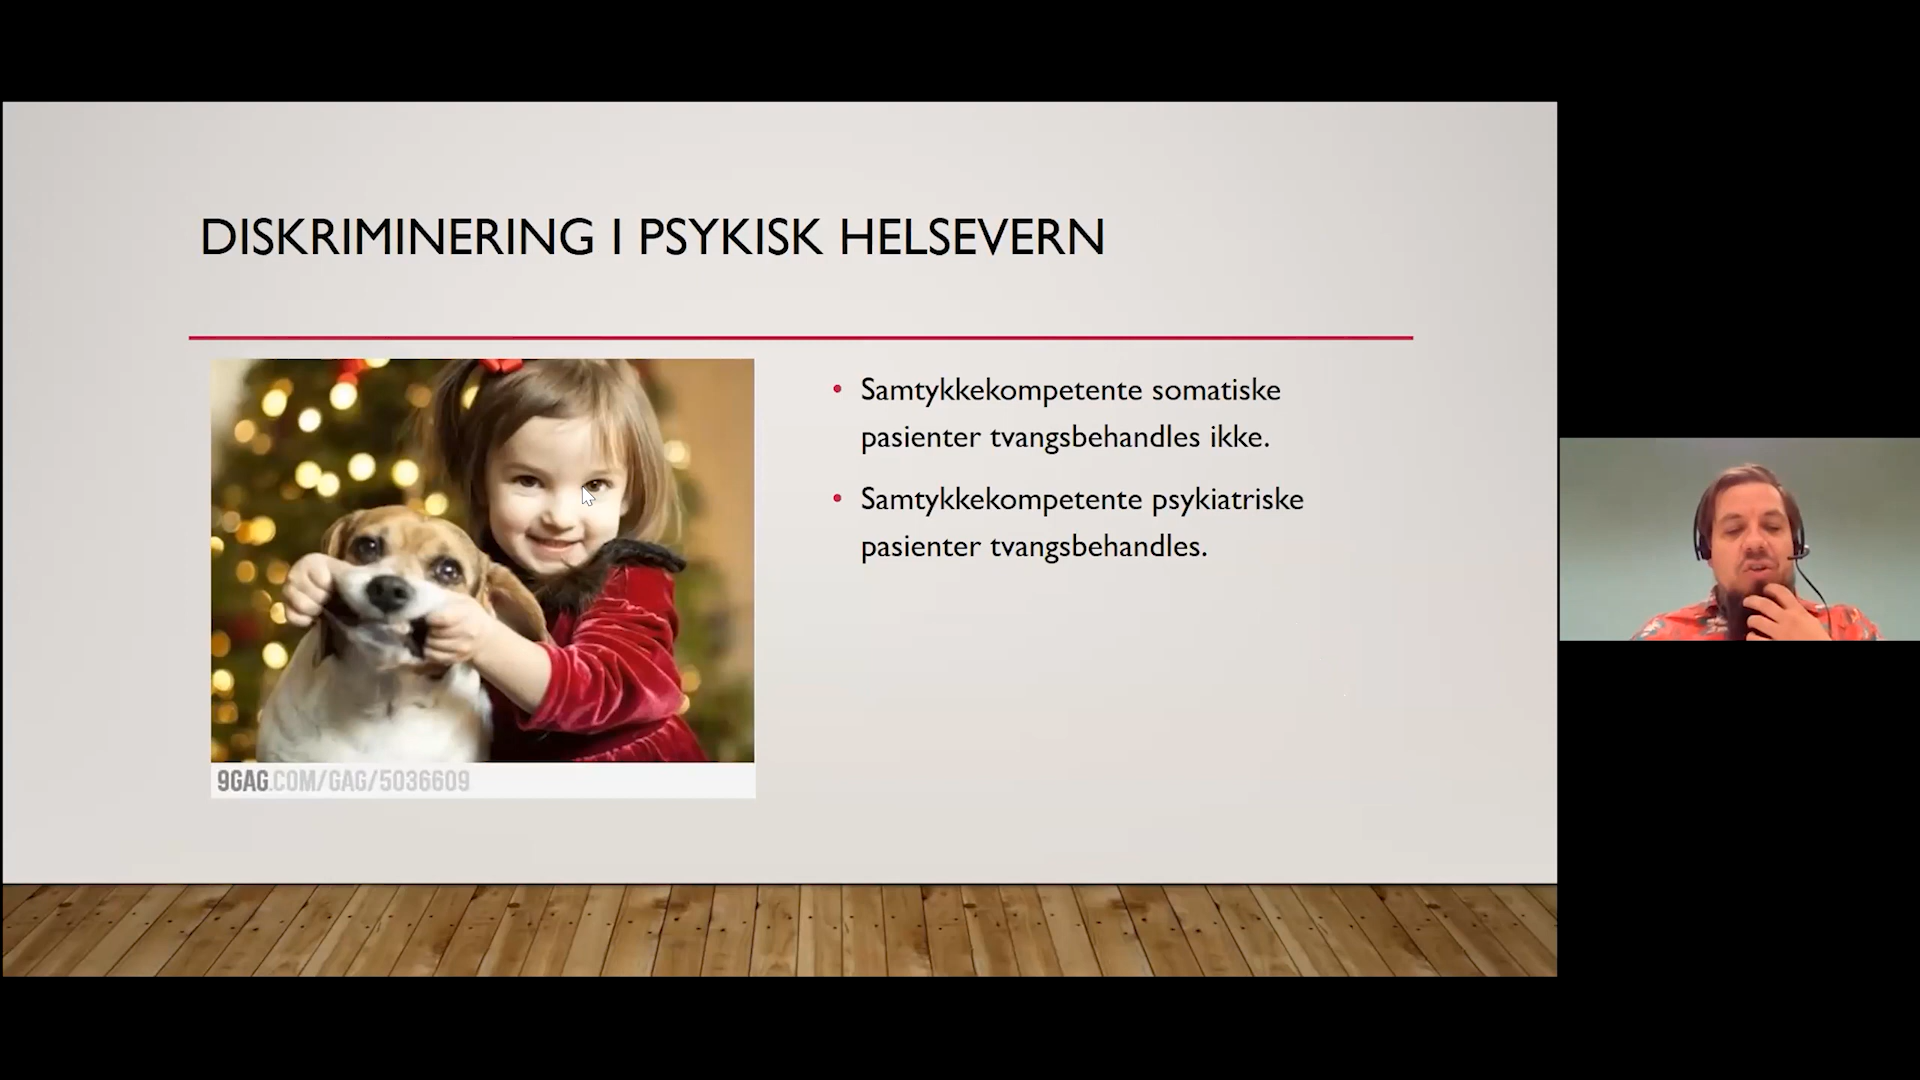 DISKRIMINERING I PSYKISK HELSEVERN
• Samtykkekompetente somatiske
pasienter tvangsbehandles ikke.
• Samtykkekompetente psykiatriske
pasienter tvangsbehandles.
9GAG.COM/GAG/5036609